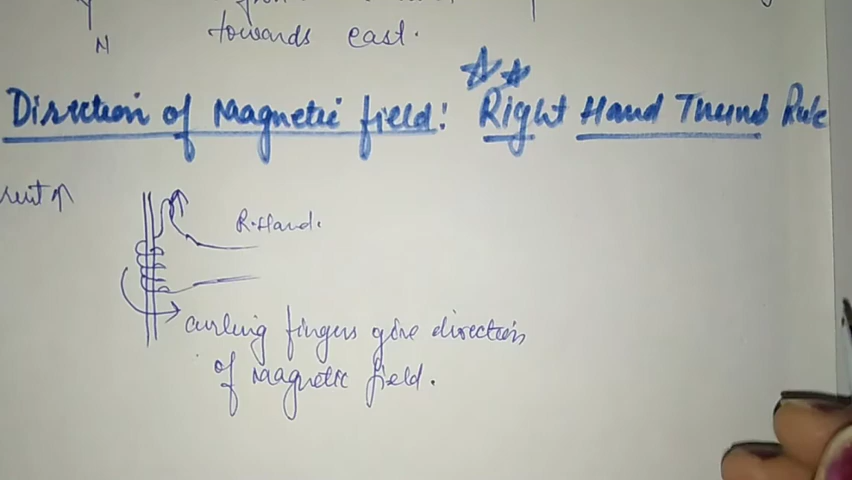 N
towards east.
Direction of Magnetic field: Right Hand Thumb Rule
R.Hand.
curling fingers give direction
of Magnetic field.